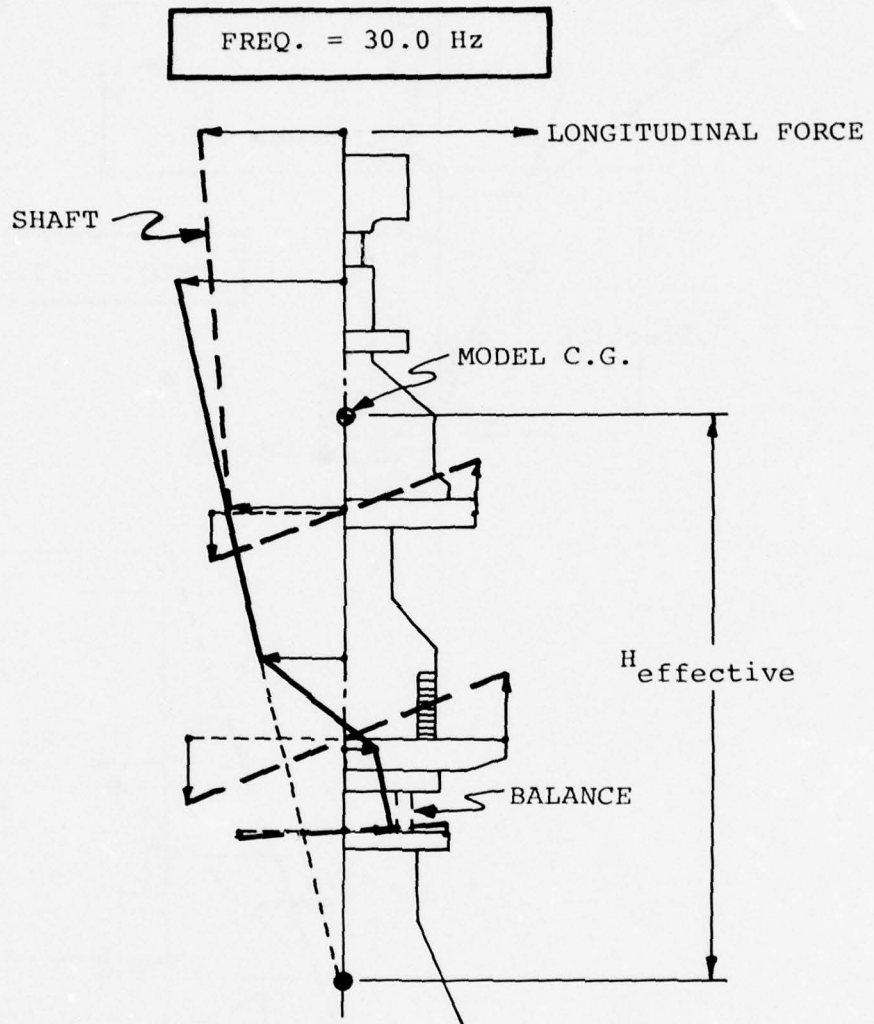 FREQ. = 30.0 Hz
LONGITUDINAL FORCE
SHAFT
MODEL C.G.
Heffective
BALANCE